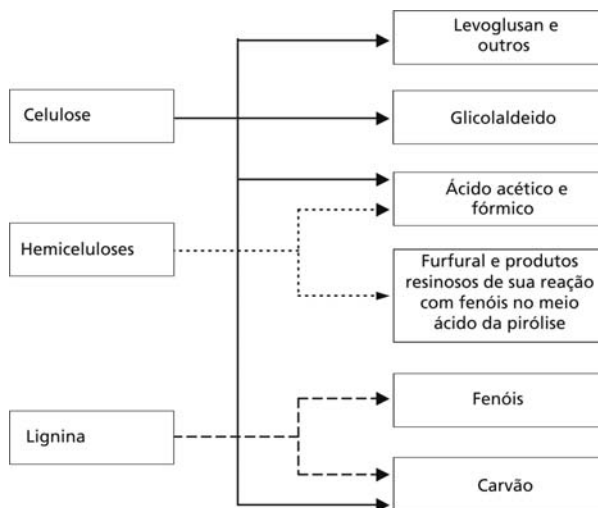 Levoglusan e
outros
Celulose
Glicolaldeido
Ácido acético e
fórmico
Hemiceluloses
Furfural e produtos
resinosos de sua reação
com fenóis no meio
ácido da pirólise
Fenóis
Lignina
Carvão